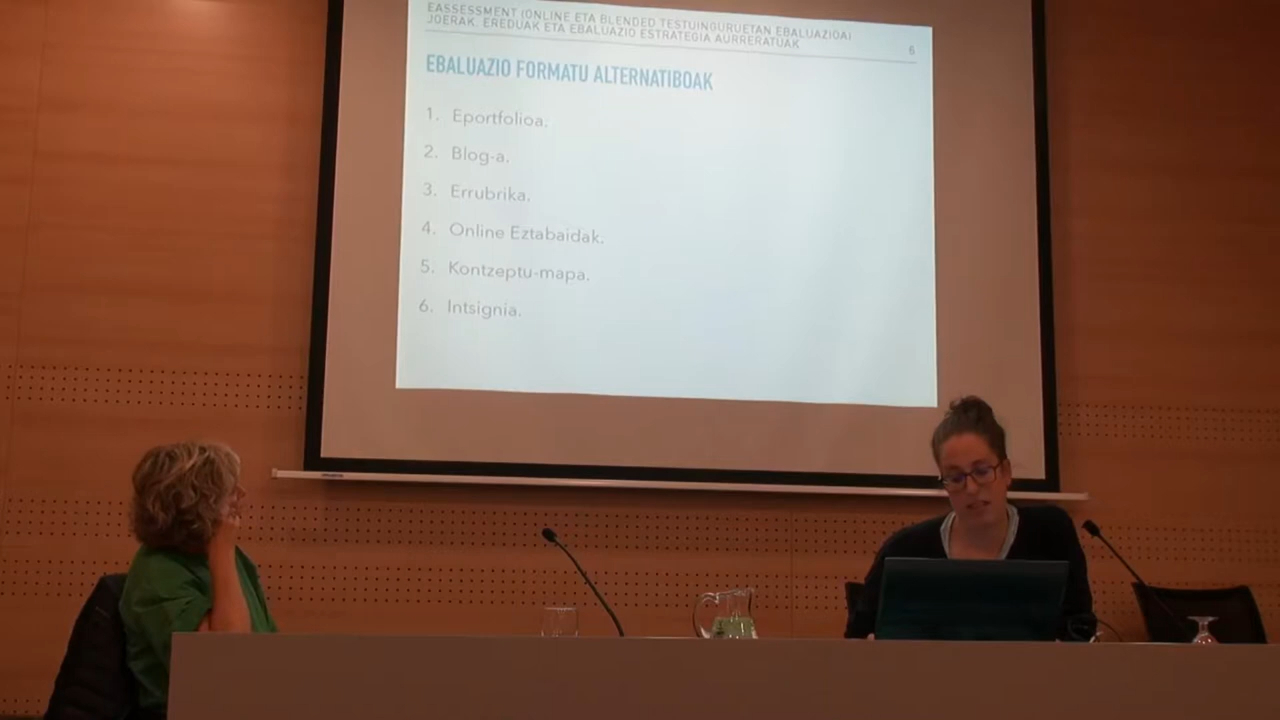 EASSESSMENT (ONLINE ETA BLENDED TESTUINGURUETAN EBALUAZIOA)
JOERAK, EREDUAK ETA EBALUAZIO ESTRATEGIA AURRERATUAK
6
EBALUAZIO FORMATU ALTERNATIBOAK
1. Eportfolioa.
2. Blog-a.
3. Errubrika.
4. Online Eztabaidak.
5. Kontzeptu-mapa.
6. Intsignia.